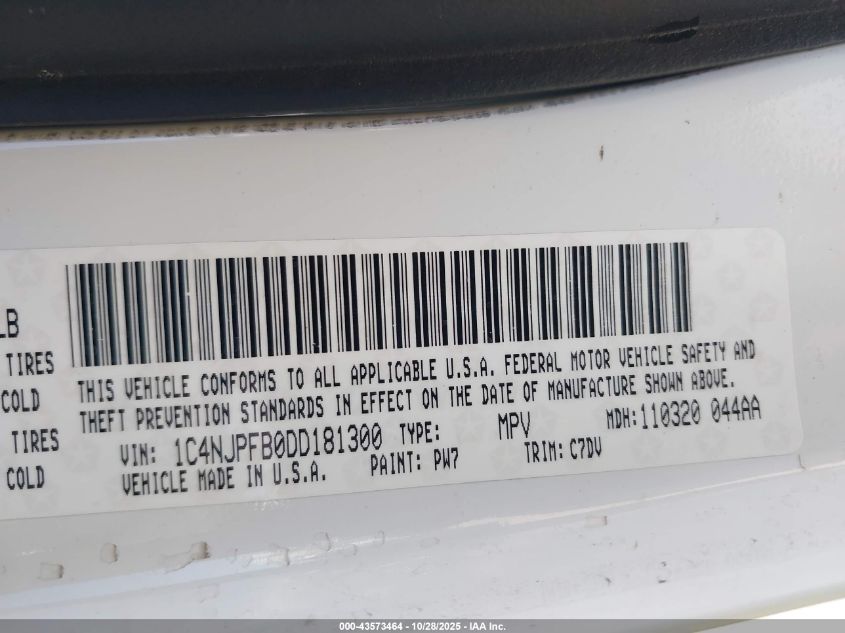 LB
TIRES
COLD
TIRES
COLD
THIS VEHICLE CONFORMS TO ALL APPLICABLE U.S.A. FEDERAL MOTOR VEHICLE SAFETY AND
THEFT PREVENTION STANDARDS IN EFFECT ON THE DATE OF MANUFACTURE SHOWN ABOVE.
VIN: 1C4NJPFB0DD181300 TYPE: MPV MDH: 110320 044AA
VEHICLE MADE IN U.S.A. PAINT: PW7 TRIM: C7DV
000-43573464 - 10/28/2025 - IAA Inc.